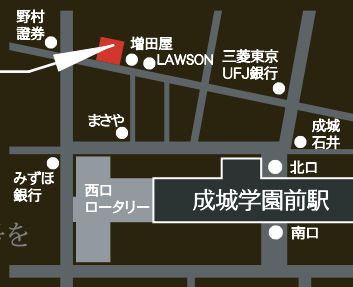 野村
證券
増田屋
LAWSON
三菱東京
UFJ銀行
まさや
成城
石井
みずほ
銀行
西口
ロータリー
北口
成城学園前駅
南口
を